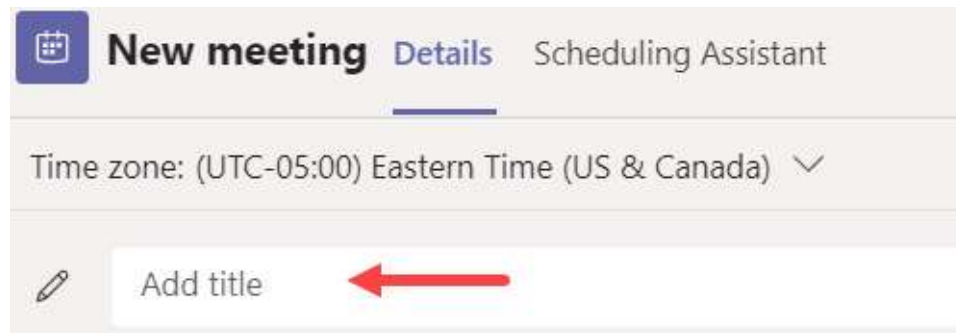 New meeting Details Scheduling Assistant
Time zone: (UTC-05:00) Eastern Time (US & Canada)
Add title